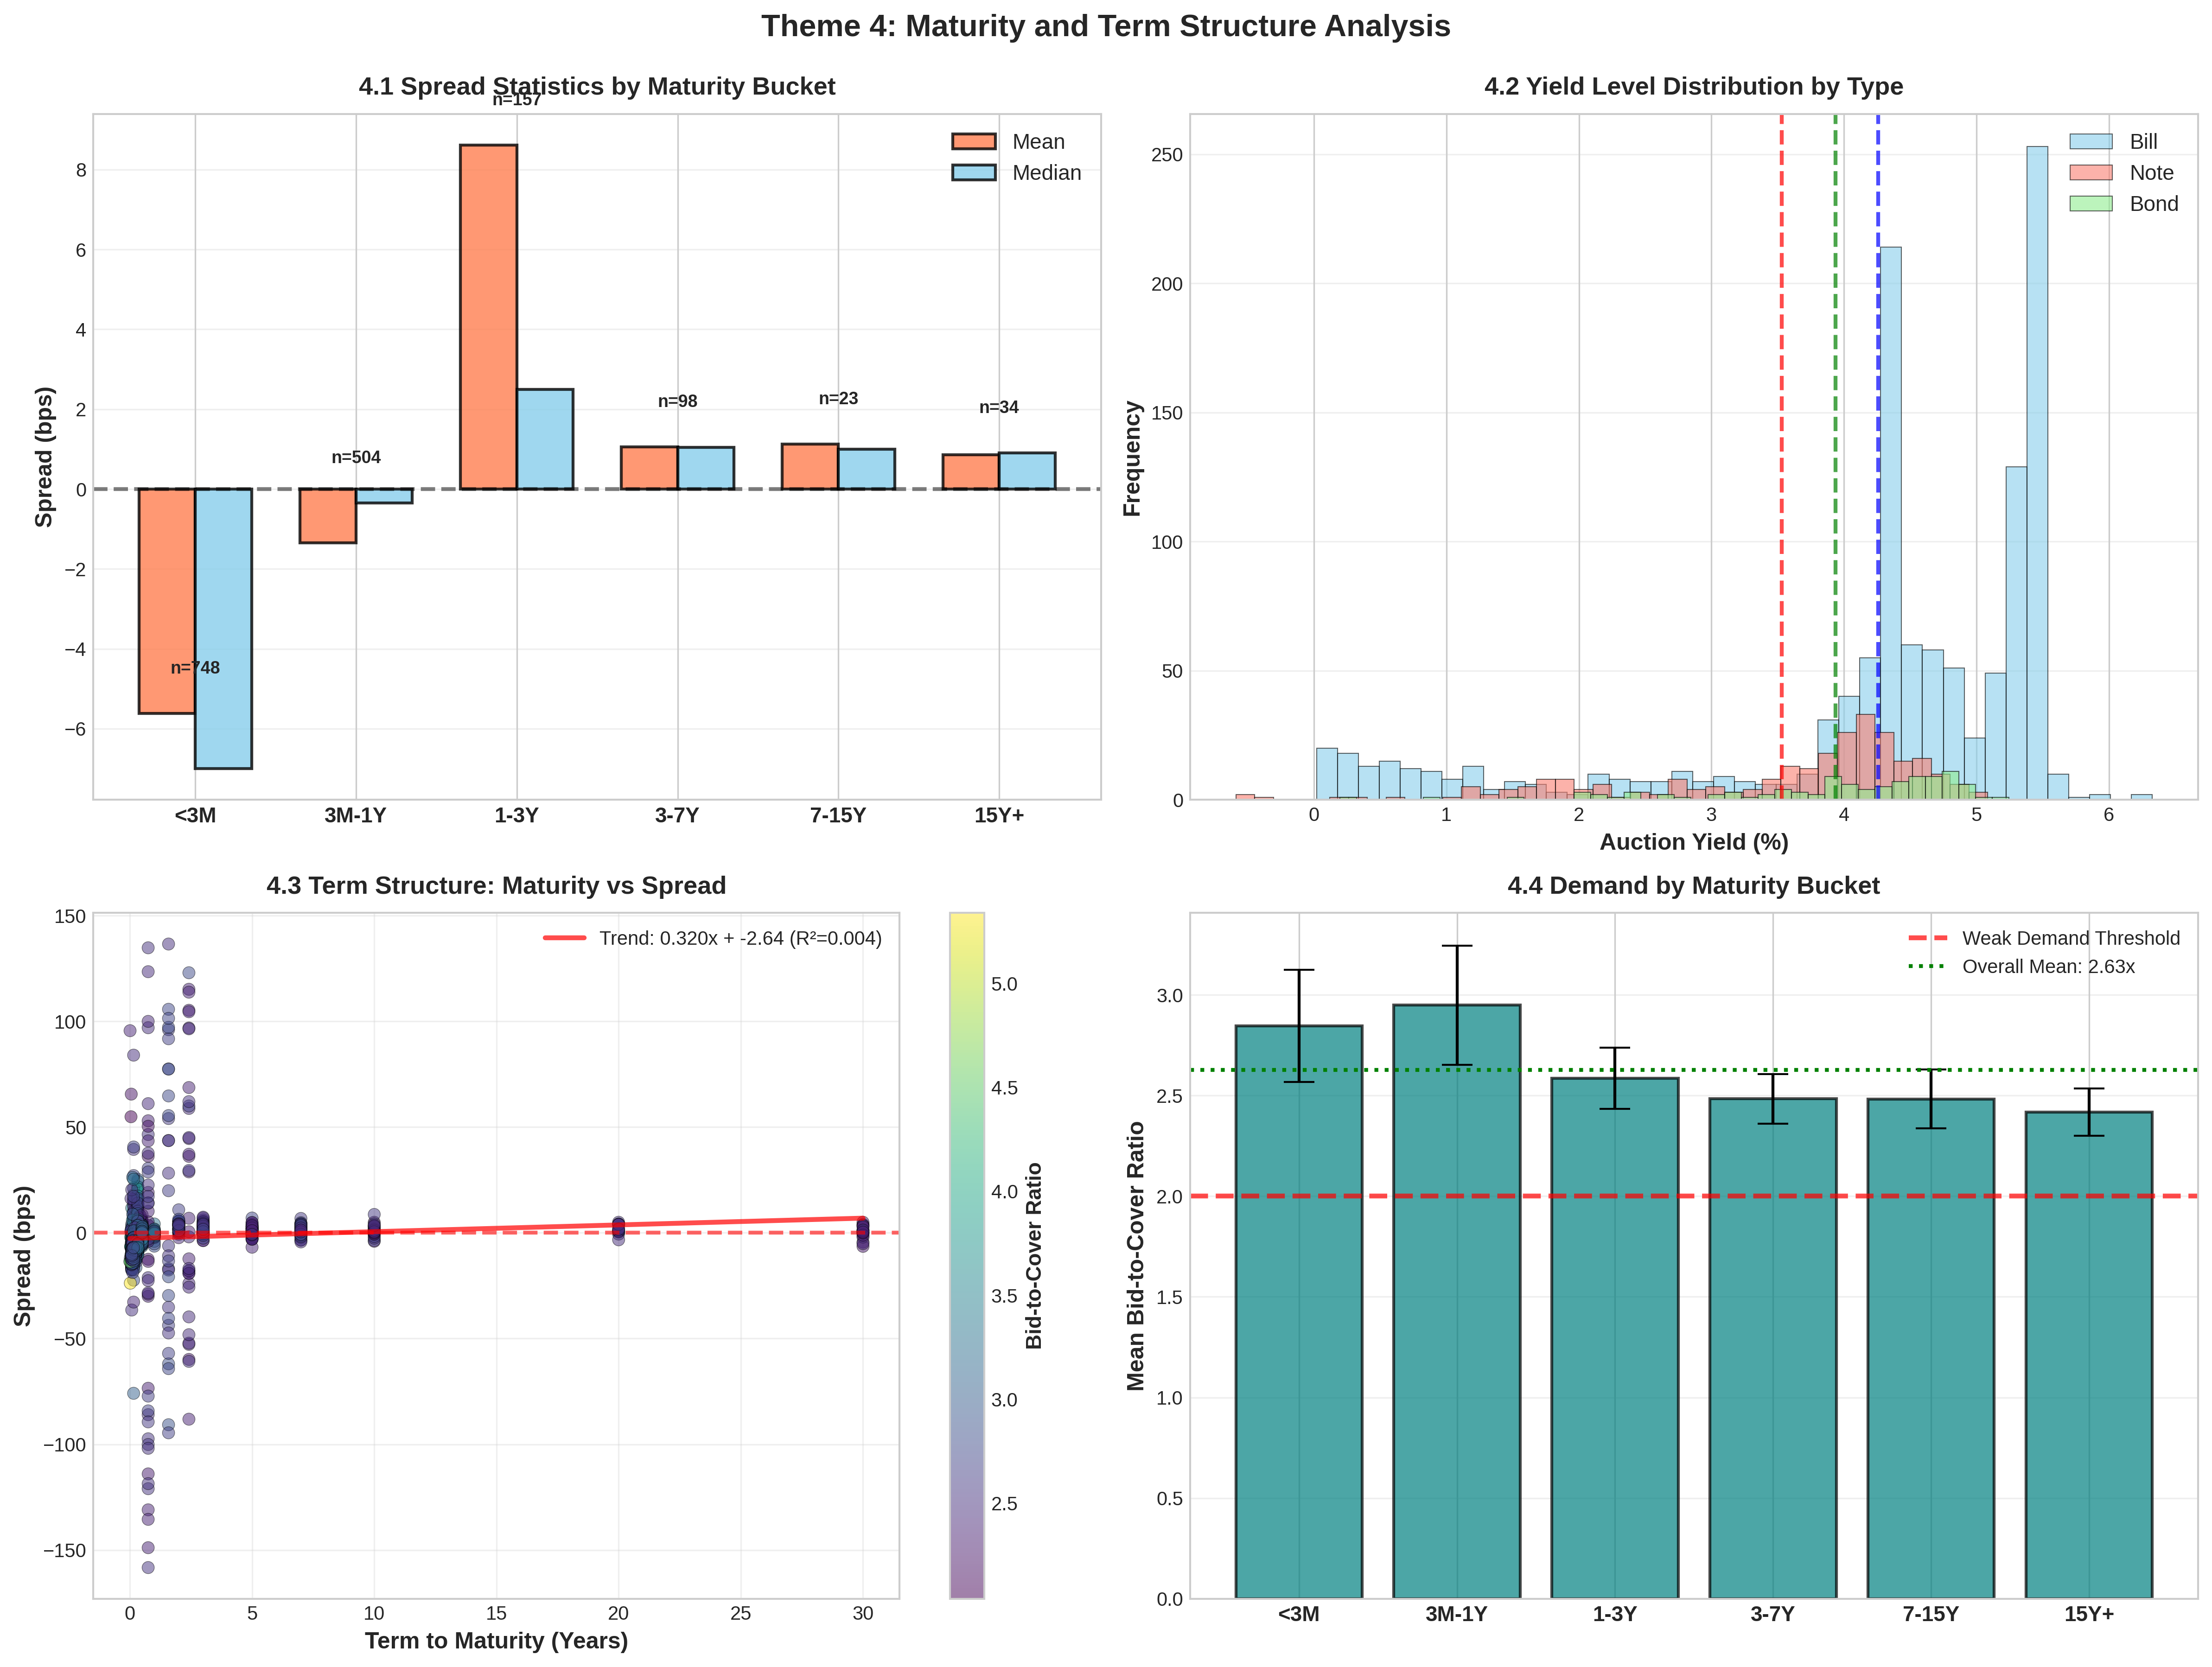 Theme 4: Maturity and Term Structure Analysis
4.1 Spread Statistics by Maturity Bucket
n=157
Mean
Median
n=504
n=98
n=23
n=34
n=748
8
6
4
2
0
−2
−4
−6
Spread (bps)
<3M
3M-1Y
1-3Y
3-7Y
7-15Y
15Y+
4.2 Yield Level Distribution by Type
Bill
Note
Bond
250
200
150
100
50
0
Frequency
0
1
2
3
4
5
6
Auction Yield (%)
4.3 Term Structure: Maturity vs Spread
Trend: 0.320x + -2.64 (R²=0.004)
150
100
50
0
−50
−100
−150
Spread (bps)
0
5
10
15
20
25
30
Term to Maturity (Years)
5.0
4.5
4.0
3.5
3.0
2.5
Bid-to-Cover Ratio
4.4 Demand by Maturity Bucket
Weak Demand Threshold
Overall Mean: 2.63x
3.0
2.5
2.0
1.5
1.0
0.5
0.0
Mean Bid-to-Cover Ratio
<3M
3M-1Y
1-3Y
3-7Y
7-15Y
15Y+